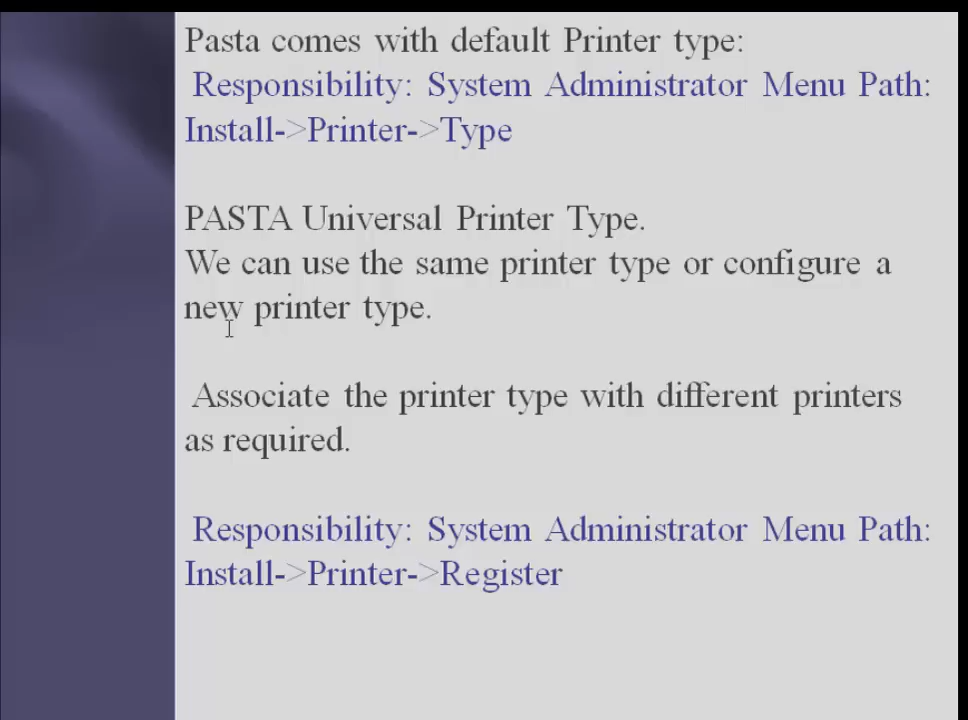 Pasta comes with default Printer type:
Responsibility: System Administrator Menu Path:
Install->Printer->Type
PASTA Universal Printer Type.
We can use the same printer type or configure a
new printer type.
Associate the printer type with different printers
as required.
Responsibility: System Administrator Menu Path:
Install->Printer->Register